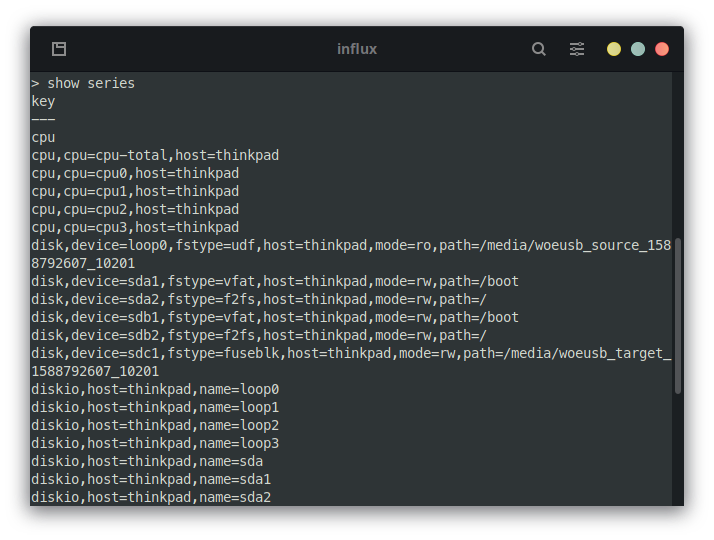 influx
> show series
key
---
cpu
cpu,cpu=cpu-total,host=thinkpad
cpu,cpu=cpu0,host=thinkpad
cpu,cpu=cpu1,host=thinkpad
cpu,cpu=cpu2,host=thinkpad
cpu,cpu=cpu3,host=thinkpad
disk,device=loop0,fstype=udf,host=thinkpad,mode=ro,path=/media/woeusb_source_158
8792607_10201
disk,device=sda1,fstype=vfat,host=thinkpad,mode=rw,path=/boot
disk,device=sda2,fstype=f2fs,host=thinkpad,mode=rw,path=/
disk,device=sdb1,fstype=vfat,host=thinkpad,mode=rw,path=/boot
disk,device=sdb2,fstype=f2fs,host=thinkpad,mode=rw,path=/
disk,device=sdc1,fstype=fuseblk,host=thinkpad,mode=rw,path=/media/woeusb_target_
1588792607_10201
diskio,host=thinkpad,name=loop0
diskio,host=thinkpad,name=loop1
diskio,host=thinkpad,name=loop2
diskio,host=thinkpad,name=loop3
diskio,host=thinkpad,name=sda
diskio,host=thinkpad,name=sda1
diskio,host=thinkpad,name=sda2